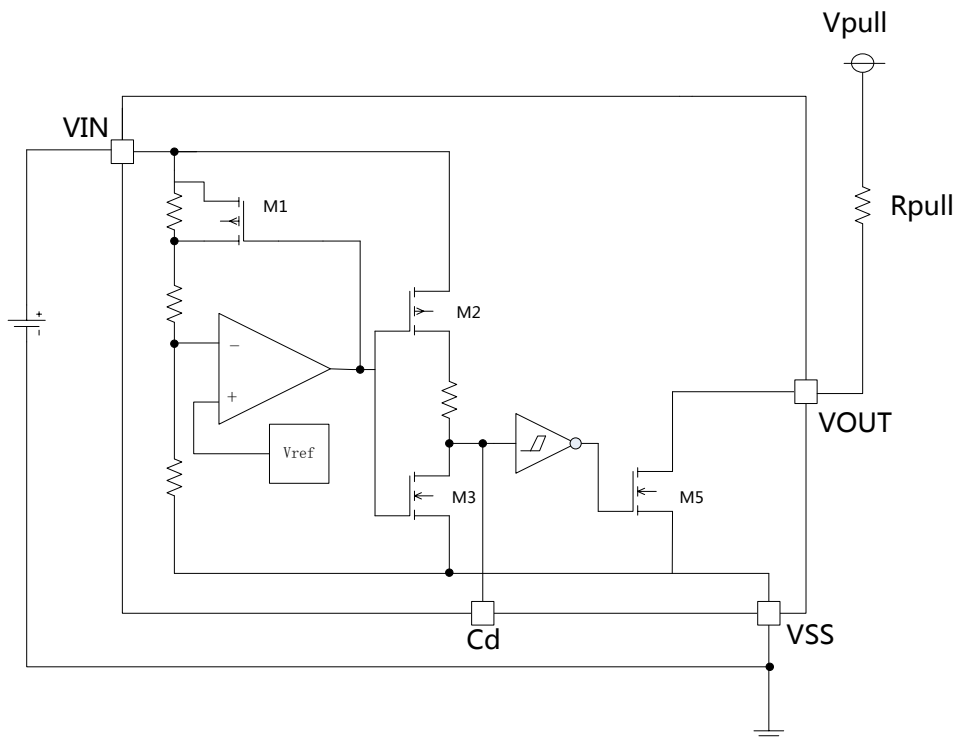 Vpull
VIN
M1
Rpull
M2
+
-
−
+
Vref
VOUT
M3
M5
Cd
VSS